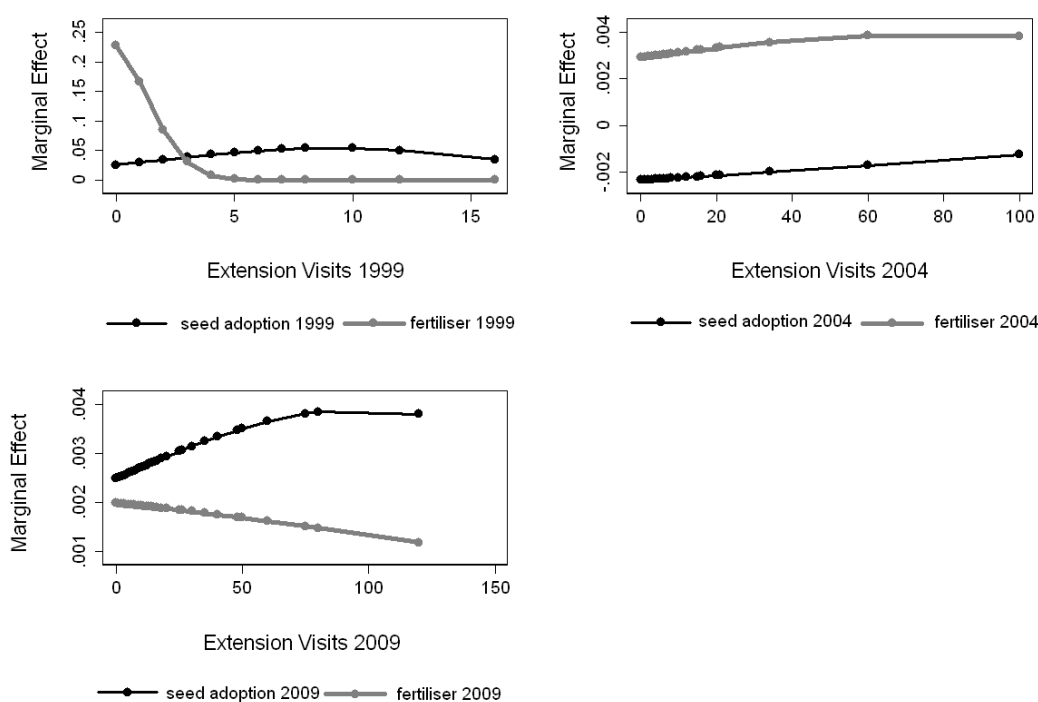 Marginal Effect
.25
.2
.15
.1
.05
0
0
5
10
15
Extension Visits 1999
seed adoption 1999
fertiliser 1999
Marginal Effect
.004
.002
0
-.002
0
20
40
60
80
100
Extension Visits 2004
seed adoption 2004
fertiliser 2004
Marginal Effect
.004
.003
.002
.001
0
50
100
150
Extension Visits 2009
seed adoption 2009
fertiliser 2009